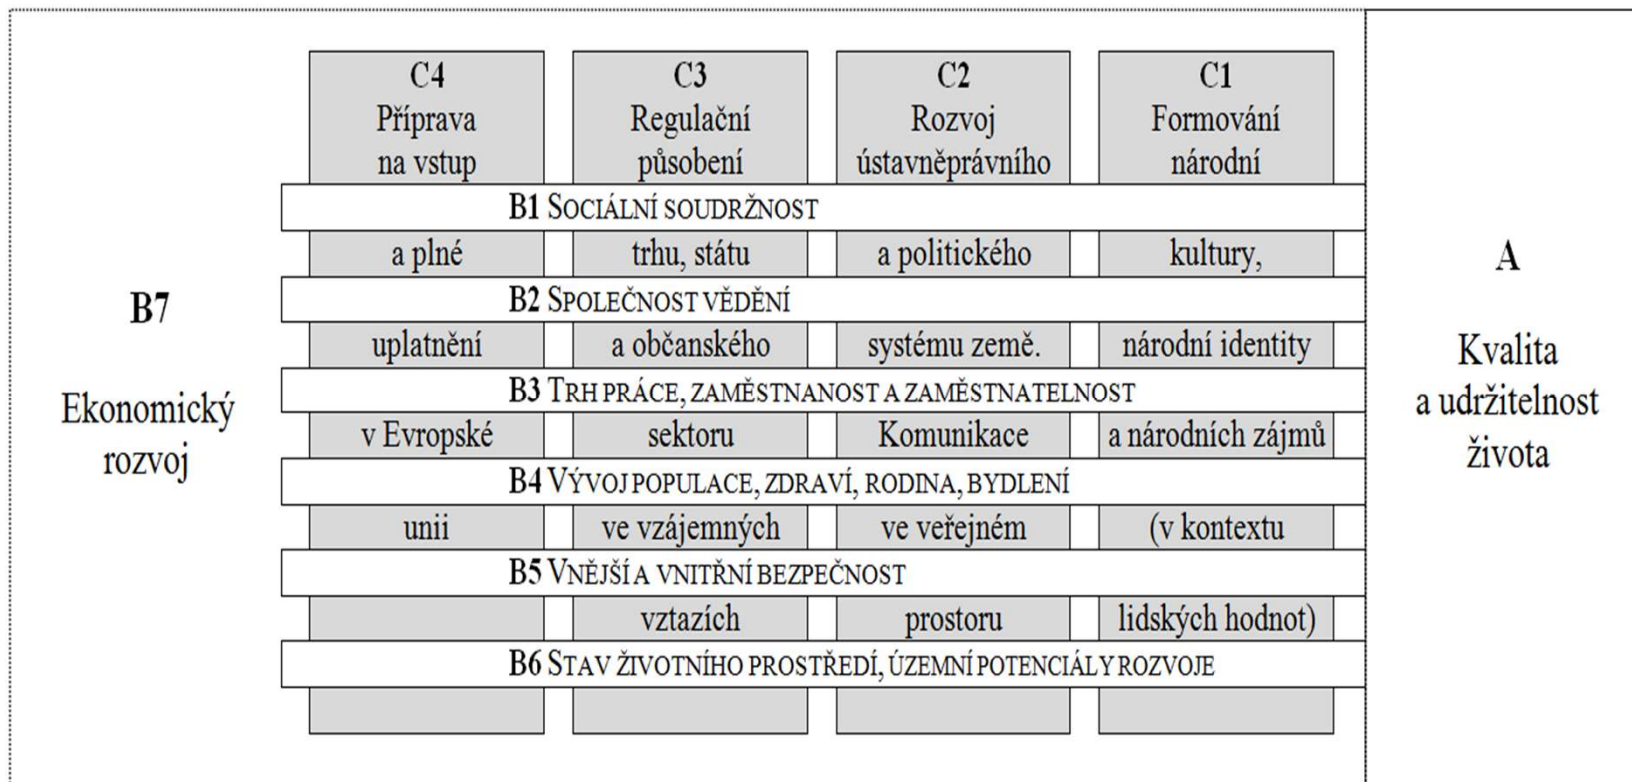 B7
Ekonomický
rozvoj
C4
Příprava
na vstup
a plné
uplatnění
v Evropské
unii
C3
Regulační
působení
trhu, státu
a občanského
sektoru
ve vzájemných
vztazích
C2
Rozvoj
ústavněprávního
a politického
systému země.
Komunikace
ve veřejném
prostoru
C1
Formování
národní
kultury,
národní identity
a národních zájmů
(v kontextu
lidských hodnot)
B1 SOCIÁLNÍ SOUDRŽNOST
B2 SPOLEČNOST VĚDĚNÍ
B3 TRH PRÁCE, ZAMĚSTNANOST A ZAMĚSTNATELNOST
B4 VÝVOJ POPULACE, ZDRAVÍ, RODINA, BYDLENÍ
B5 VNĚJŠÍ A VNITŘNÍ BEZPEČNOST
B6 STAV ŽIVOTNÍHO PROSTŘEDÍ, ÚZEMNÍ POTENCIÁLY ROZVOJE
A
Kvalita
a udržitelnost
života